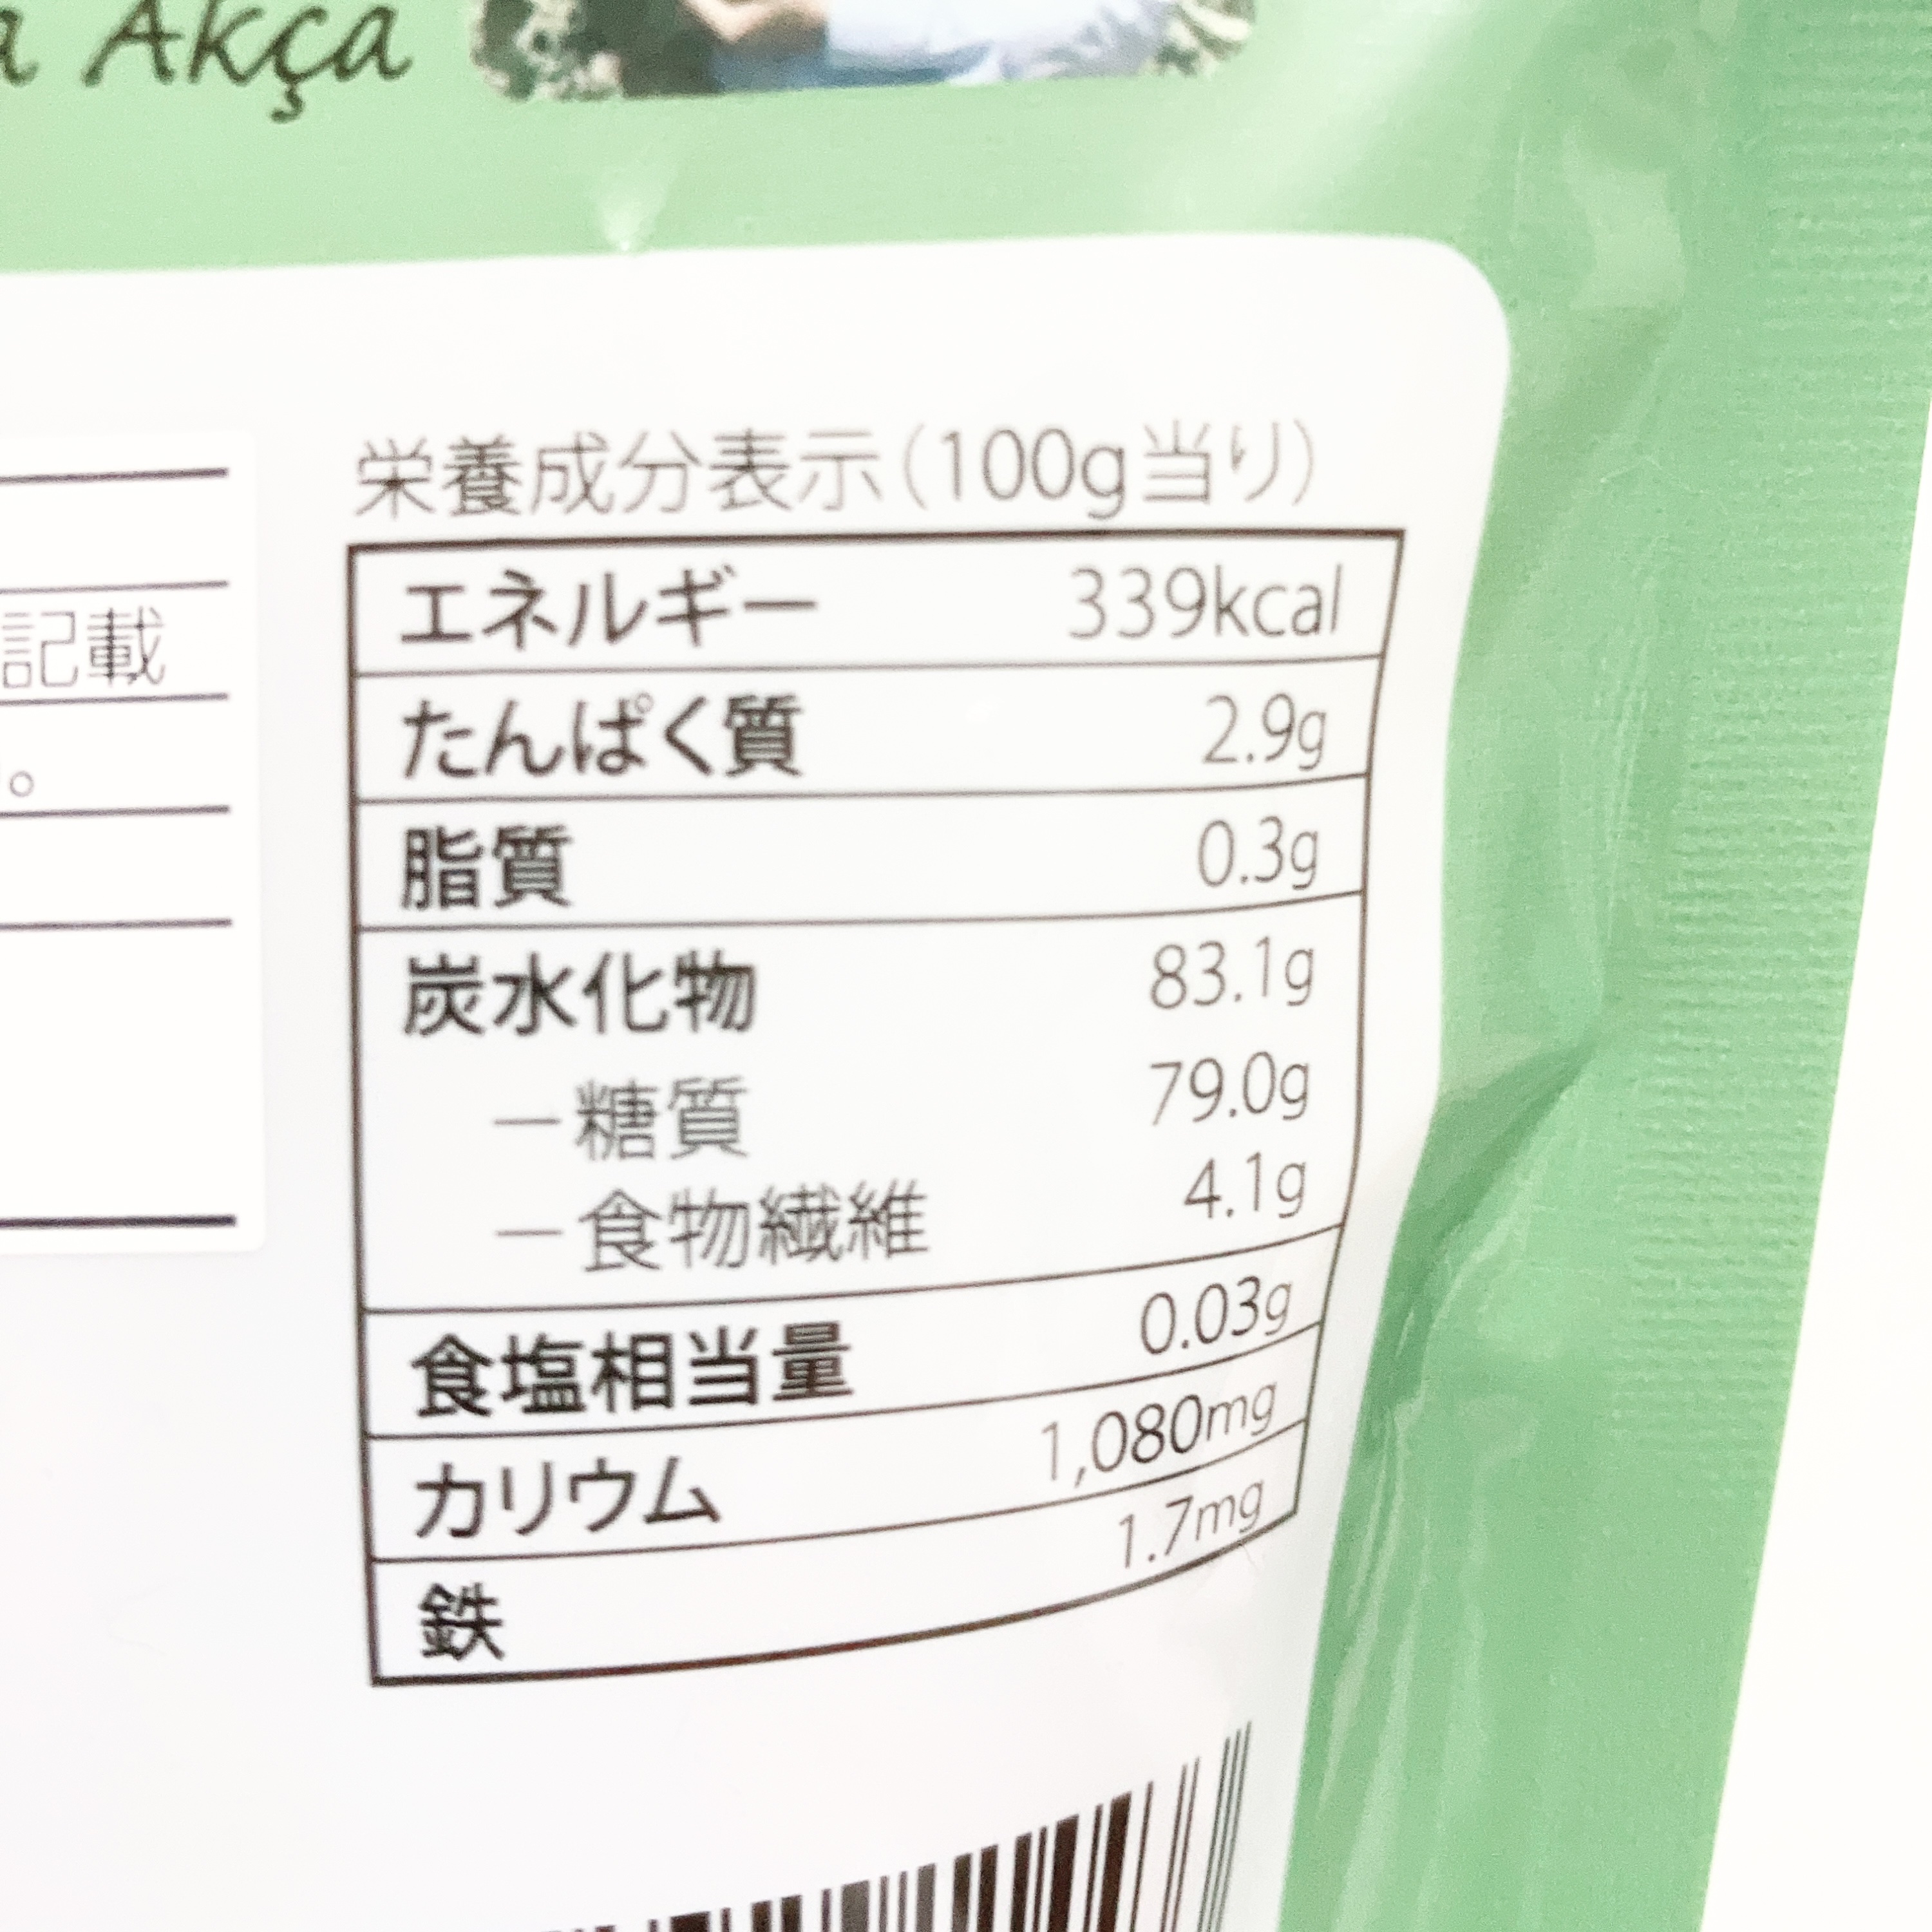 Akça
記載
。
栄養成分表示(100g当り)
エネルギー 339kcal
たんぱく質 2.9g
脂質 0.3g
炭水化物 83.1g
－糖質 79.0g
－食物繊維 4.1g
食塩相当量 0.03g
カリウム 1,080mg
鉄 1.7mg